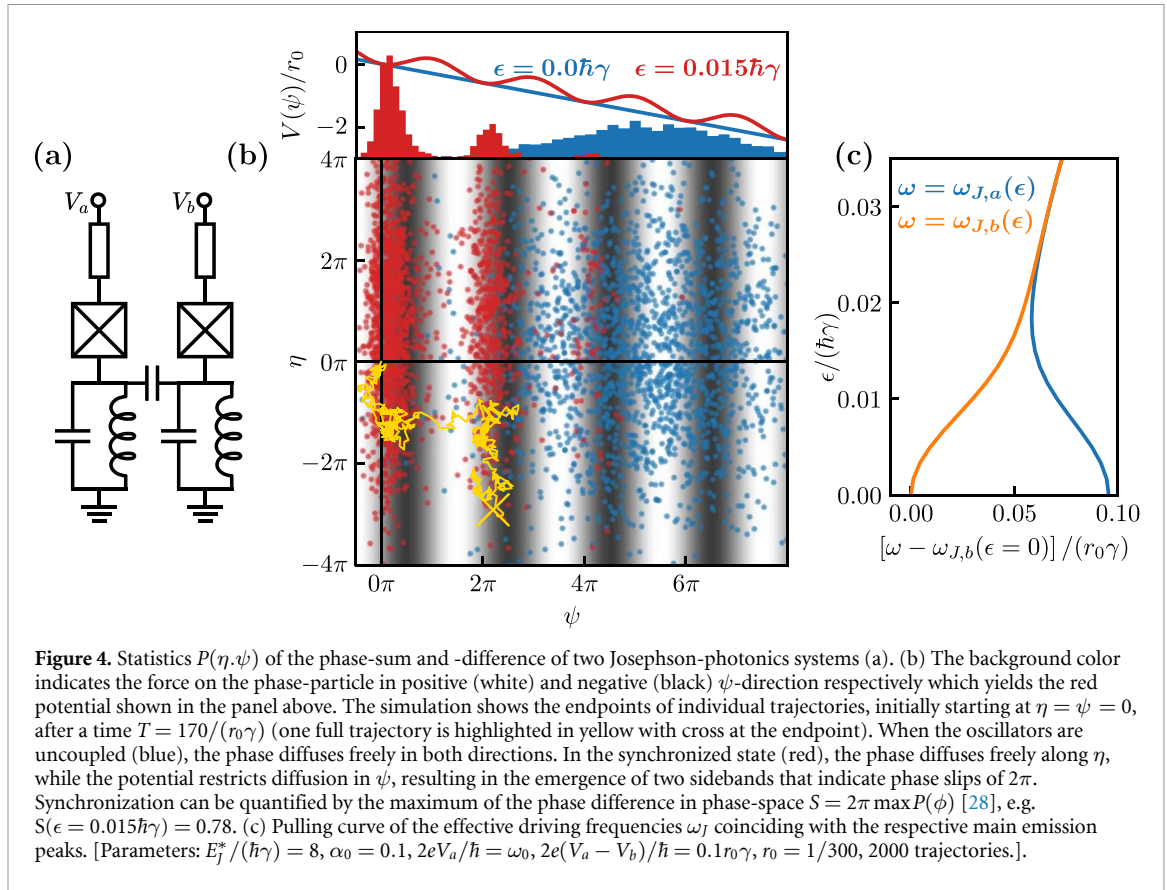 V(ψ)/r₀
0
−2
ϵ = 0.0ℏγ
ϵ = 0.015ℏγ
(a)
(b)
(c)
V_a
V_b
4π
2π
0π
−2π
−4π
η
0π
2π
4π
6π
ψ
ω = ω_{J,a}(ϵ)
ω = ω_{J,b}(ϵ)
ϵ/(ℏγ)
0.03
0.02
0.01
0.00
0.00
0.05
0.10
[ω − ω_{J,b}(ϵ = 0)] /(r₀γ)
Figure 4. Statistics P(η.ψ) of the phase-sum and -difference of two Josephson-photonics systems (a). (b) The background color
indicates the force on the phase-particle in positive (white) and negative (black) ψ-direction respectively which yields the red
potential shown in the panel above. The simulation shows the endpoints of individual trajectories, initially starting at η = ψ = 0,
after a time T = 170/(r₀γ) (one full trajectory is highlighted in yellow with cross at the endpoint). When the oscillators are
uncoupled (blue), the phase diffuses freely in both directions. In the synchronized state (red), the phase diffuses freely along η,
while the potential restricts diffusion in ψ, resulting in the emergence of two sidebands that indicate phase slips of 2π.
Synchronization can be quantified by the maximum of the phase difference in phase-space S = 2π max P(ϕ) [28], e.g.
S(ϵ = 0.015ℏγ) = 0.78. (c) Pulling curve of the effective driving frequencies ω_J coinciding with the respective main emission
peaks. [Parameters: E*_J/(ℏγ) = 8, α₀ = 0.1, 2eV_a/ℏ = ω₀, 2e(V_a − V_b)/ℏ = 0.1r₀γ, r₀ = 1/300, 2000 trajectories.].